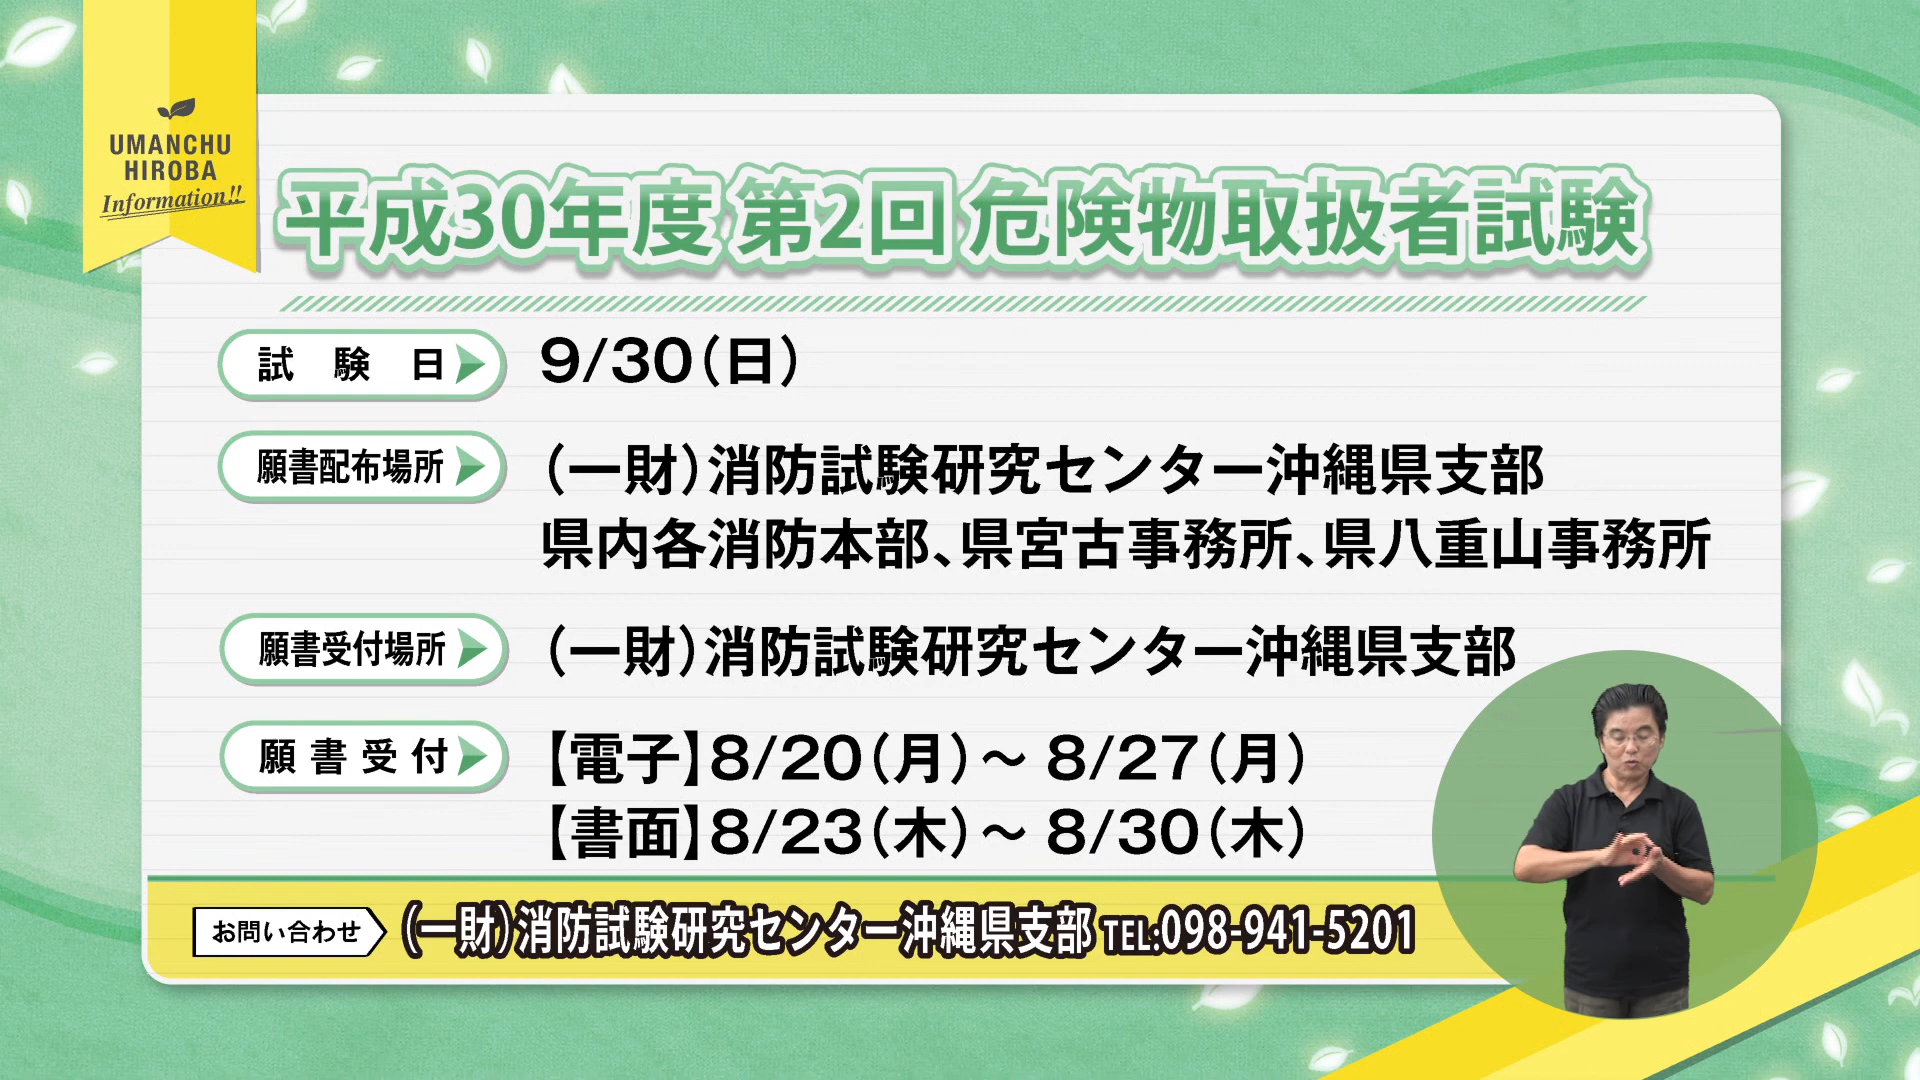 UMANCHU
HIROBA
Information!!
平成30年度 第2回 危険物取扱者試験
試験日
9/30(日)
願書配布場所
(一財)消防試験研究センター沖縄県支部
県内各消防本部、県宮古事務所、県八重山事務所
願書受付場所
(一財)消防試験研究センター沖縄県支部
願書受付
【電子】8/20(月)～ 8/27(月)
【書面】8/23(木)～ 8/30(木)
お問い合わせ
(一財)消防試験研究センター沖縄県支部 TEL:098-941-5201